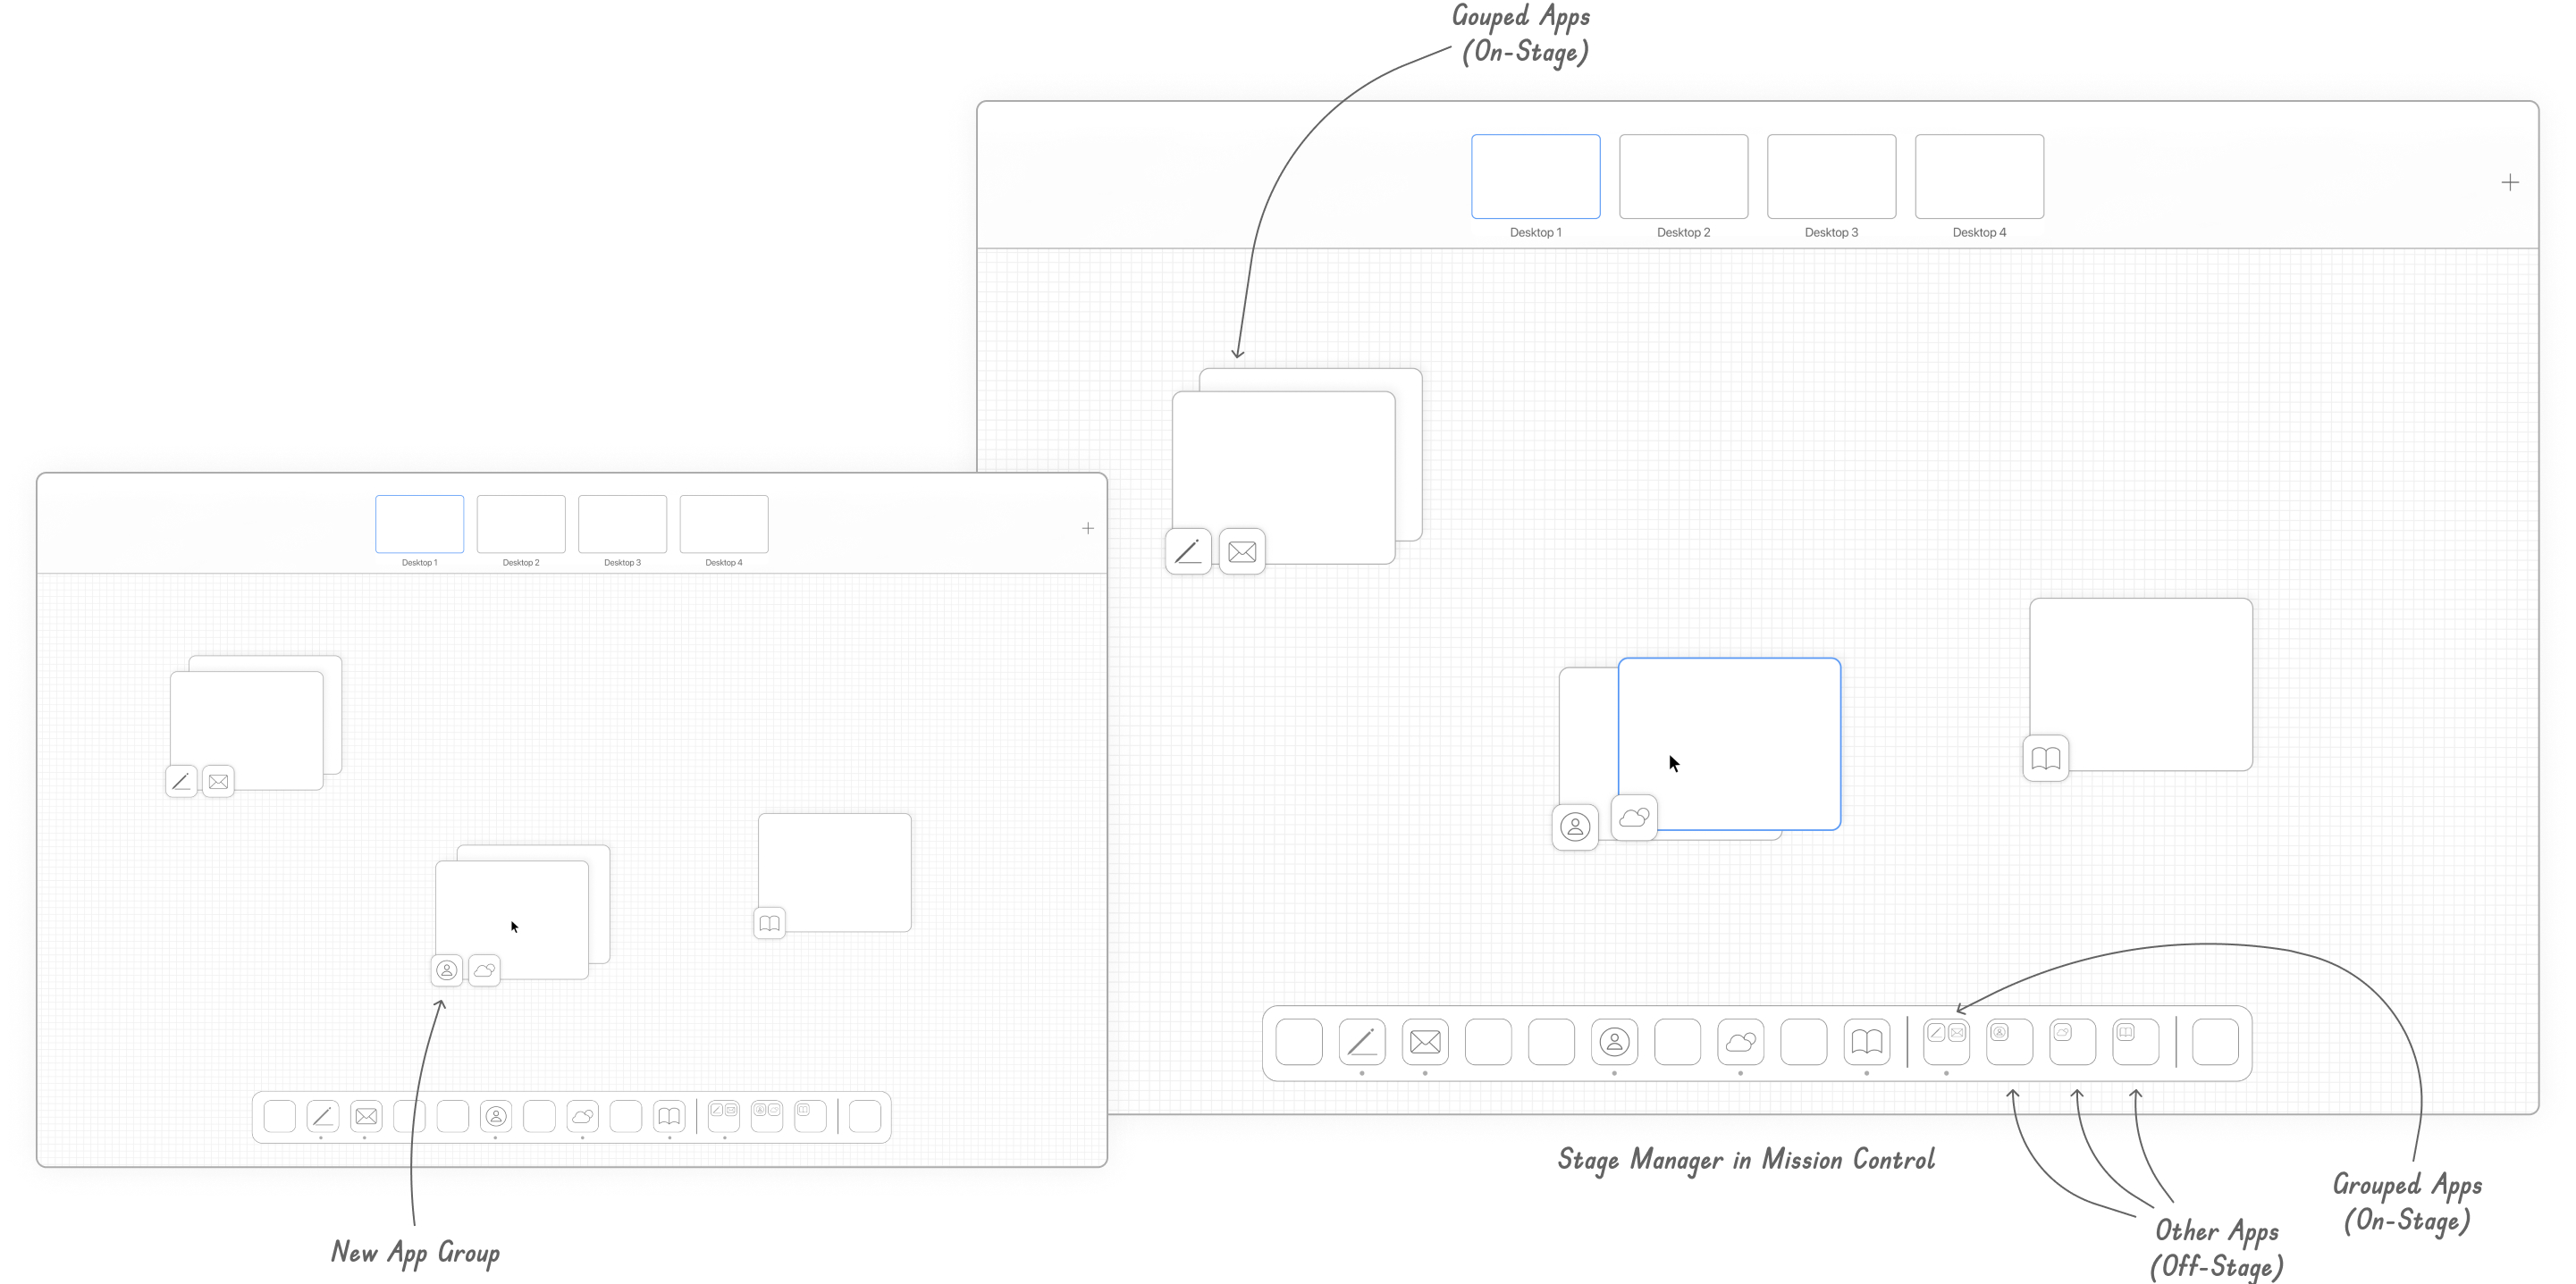 Gouped Apps
(On-Stage)
Desktop 1
Desktop 2
Desktop 3
Desktop 4
Desktop 1
Desktop 2
Desktop 3
Desktop 4
Stage Manager in Mission Control
Grouped Apps
(On-Stage)
Other Apps
(Off-Stage)
New App Group